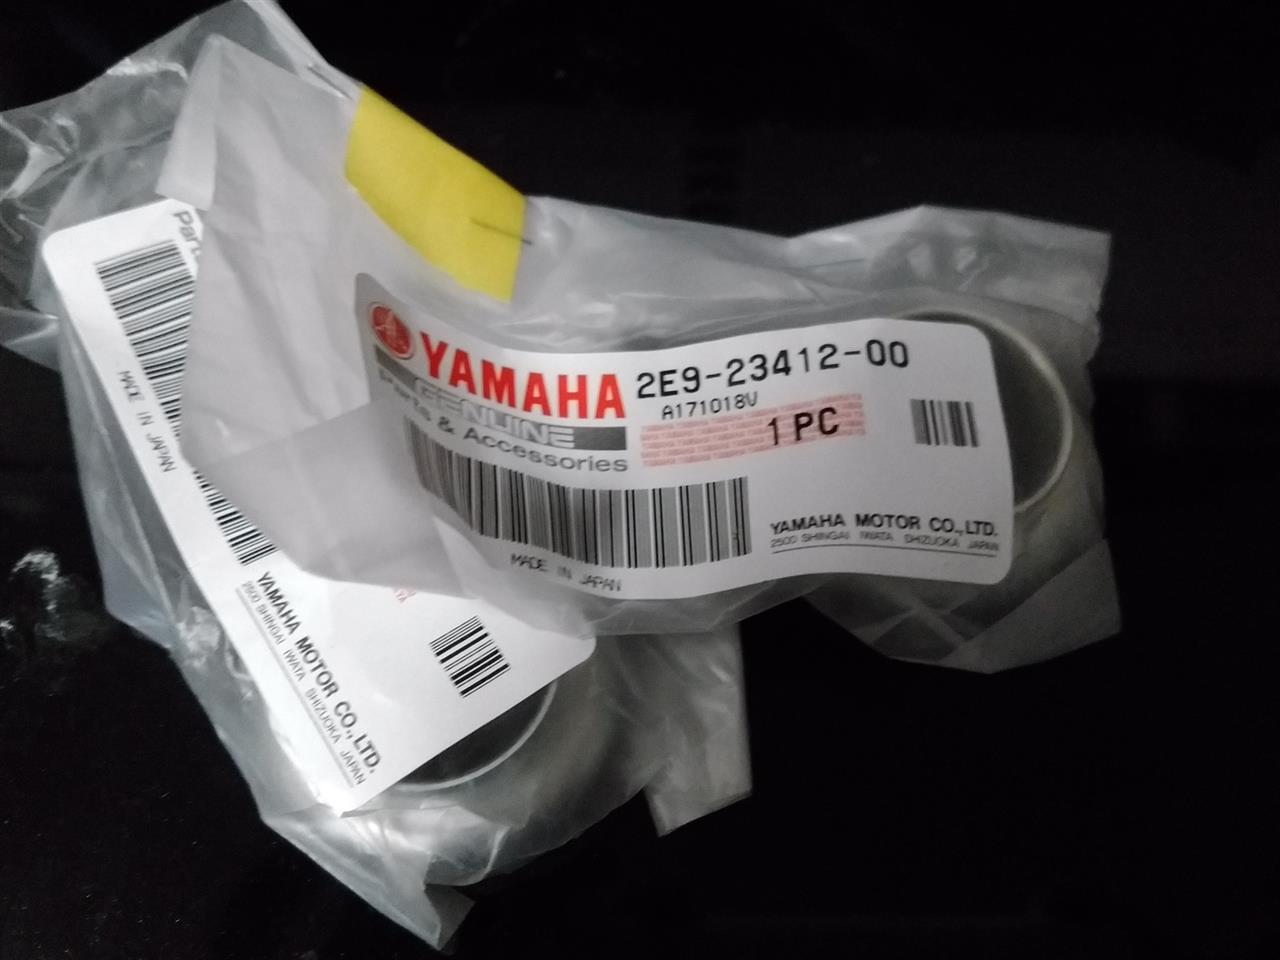 YAMAHA
GENUINE
Parts & Accessories
2E9-23412-00
A171018V
1 PC
MADE IN JAPAN
YAMAHA MOTOR CO.,LTD.
2500 SHINGAI IWATA SHIZUOKA JAPAN
Part
MADE IN JAPAN
YAMAHA MOTOR CO.,LTD.
2500 SHINGAI IWATA SHIZUOKA JAPAN